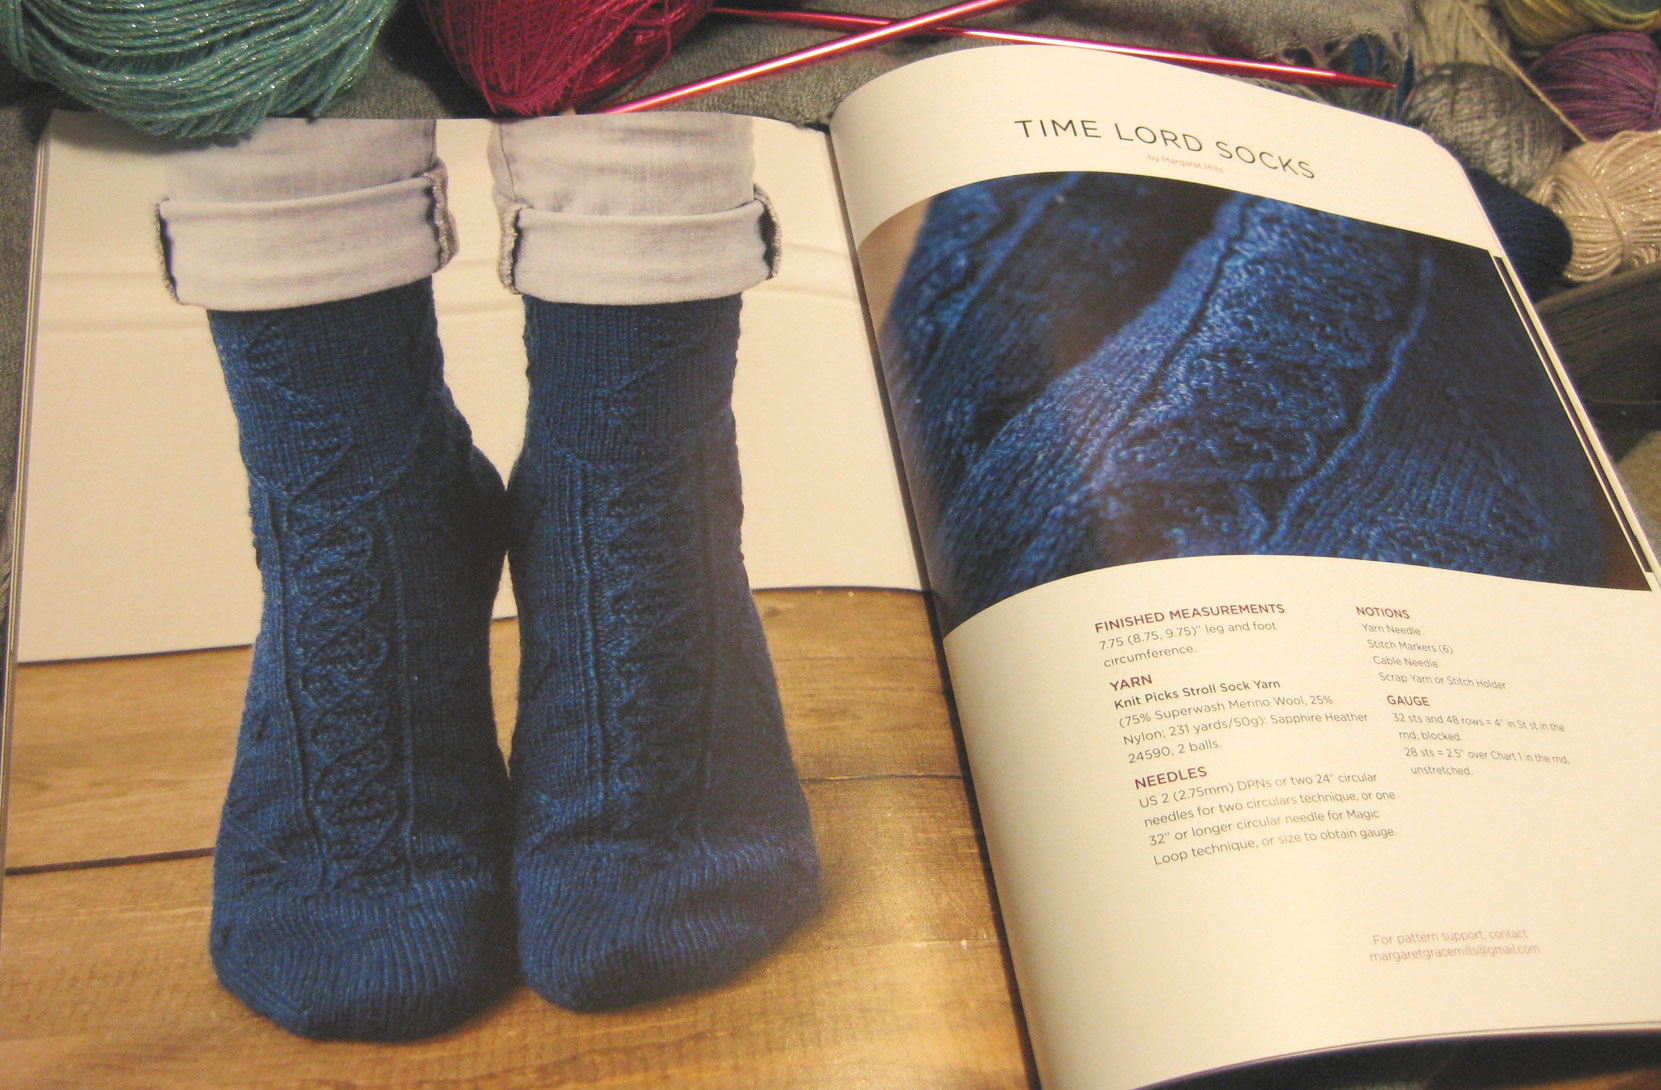 TIME LORD SOCKS
by Margaret Mills
FINISHED MEASUREMENTS
7.75 (8.75, 9.75)" leg and foot
circumference.
YARN
Knit Picks Stroll Sock Yarn
(75% Superwash Merino Wool, 25%
Nylon; 231 yards/50g): Sapphire Heather
24590, 2 balls.
NEEDLES
US 2 (2.75mm) DPNs or two 24" circular
needles for two circulars technique, or one
32" or longer circular needle for Magic
Loop technique, or size to obtain gauge.
NOTIONS
Yarn Needle
Stitch Markers (6)
Cable Needle
Scrap Yarn or Stitch Holder
GAUGE
32 sts and 48 rows = 4" in St st in the
rnd, blocked.
28 sts = 2.5" over Chart 1 in the rnd,
unstretched.
For pattern support, contact
margaretgracemills@gmail.com